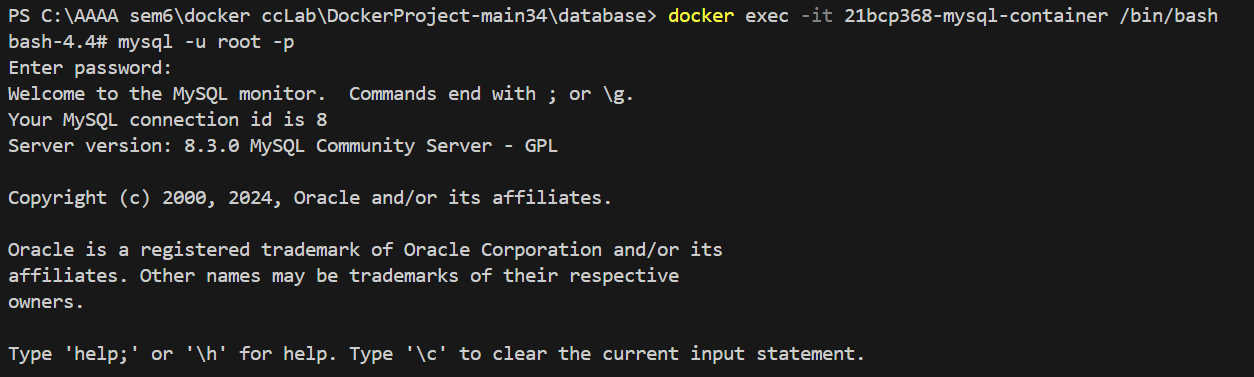 PS C:\AAAA sem6\docker ccLab\DockerProject-main34\database> docker exec -it 21bcp368-mysql-container /bin/bash
bash-4.4# mysql -u root -p
Enter password:
Welcome to the MySQL monitor.  Commands end with ; or \g.
Your MySQL connection id is 8
Server version: 8.3.0 MySQL Community Server - GPL
Copyright (c) 2000, 2024, Oracle and/or its affiliates.
Oracle is a registered trademark of Oracle Corporation and/or its
affiliates. Other names may be trademarks of their respective
owners.
Type 'help;' or '\h' for help. Type '\c' to clear the current input statement.